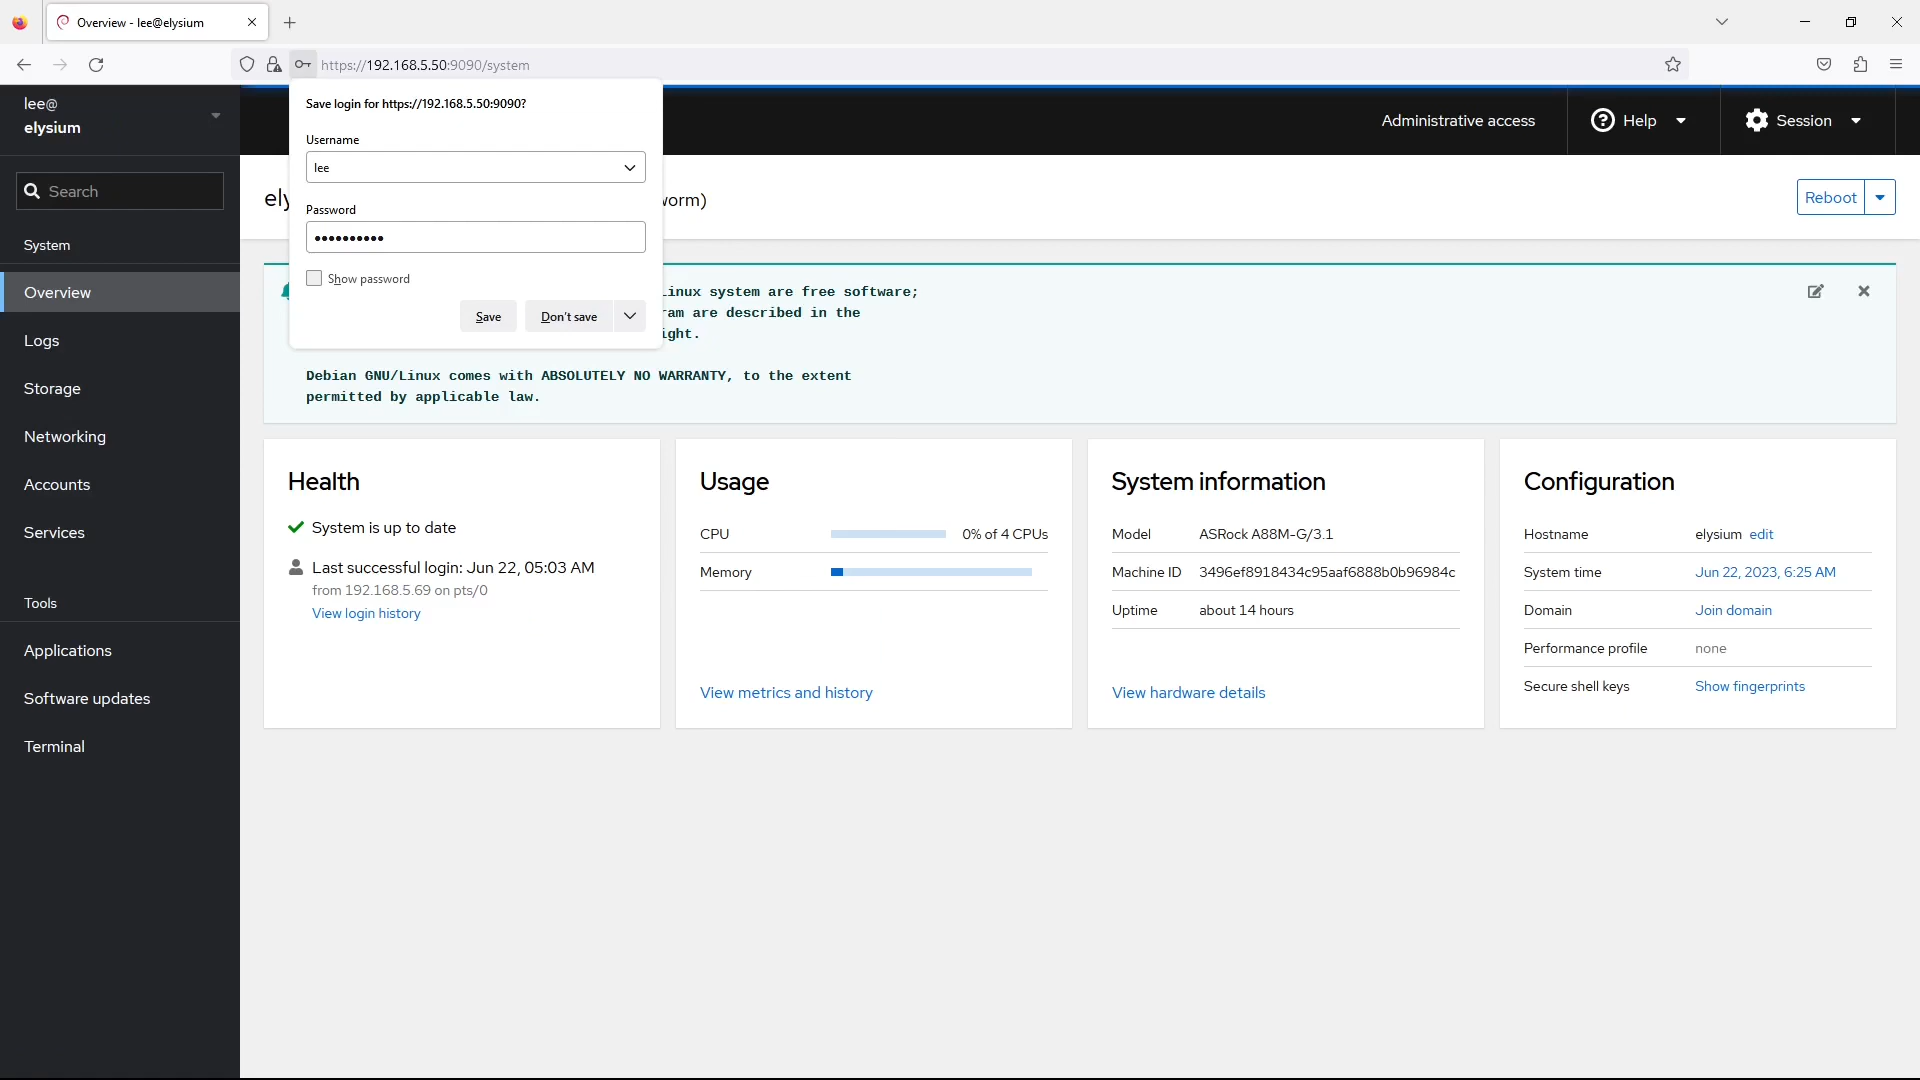 Overview - lee@elysium
https://192.168.5.50:9090/system
lee@
elysium
Administrative access
Help
Session
Save login for https://192.168.5.50:9090?
Username
lee
Password
••••••••••
Show password
Save
Don't save
Search
Reboot
System
Overview
Logs
Storage
Networking
Accounts
Services
Tools
Applications
Software updates
Terminal
inux system are free software;
ram are described in the
ight.
Debian GNU/Linux comes with ABSOLUTELY NO WARRANTY, to the extent
permitted by applicable law.
Health
System is up to date
Last successful login: Jun 22, 05:03 AM
from 192.168.5.69 on pts/0
View login history
Usage
CPU 0% of 4 CPUs
Memory
View metrics and history
System information
Model ASRock A88M-G/3.1
Machine ID 3496ef8918434c95aaf6888b0b96984c
Uptime about 14 hours
View hardware details
Configuration
Hostname elysium edit
System time Jun 22, 2023, 6:25 AM
Domain Join domain
Performance profile none
Secure shell keys Show fingerprints